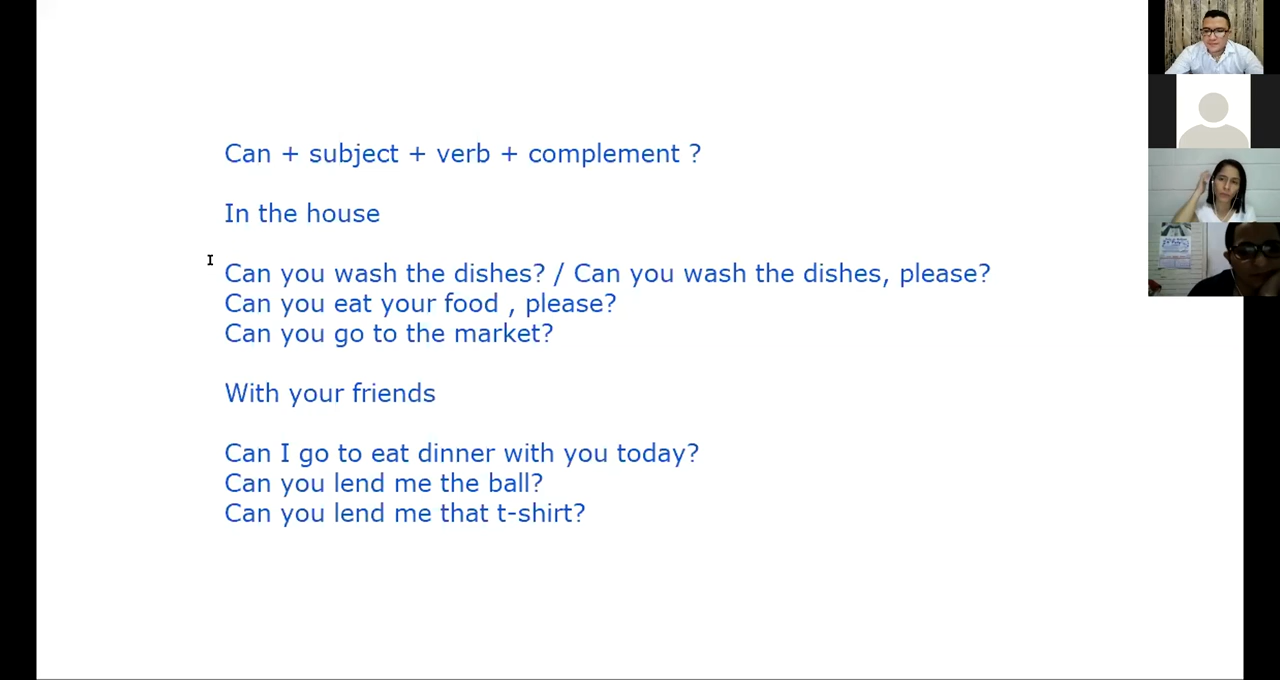 Can + subject + verb + complement ?
In the house
Can you wash the dishes? / Can you wash the dishes, please?
Can you eat your food , please?
Can you go to the market?
With your friends
Can I go to eat dinner with you today?
Can you lend me the ball?
Can you lend me that t-shirt?